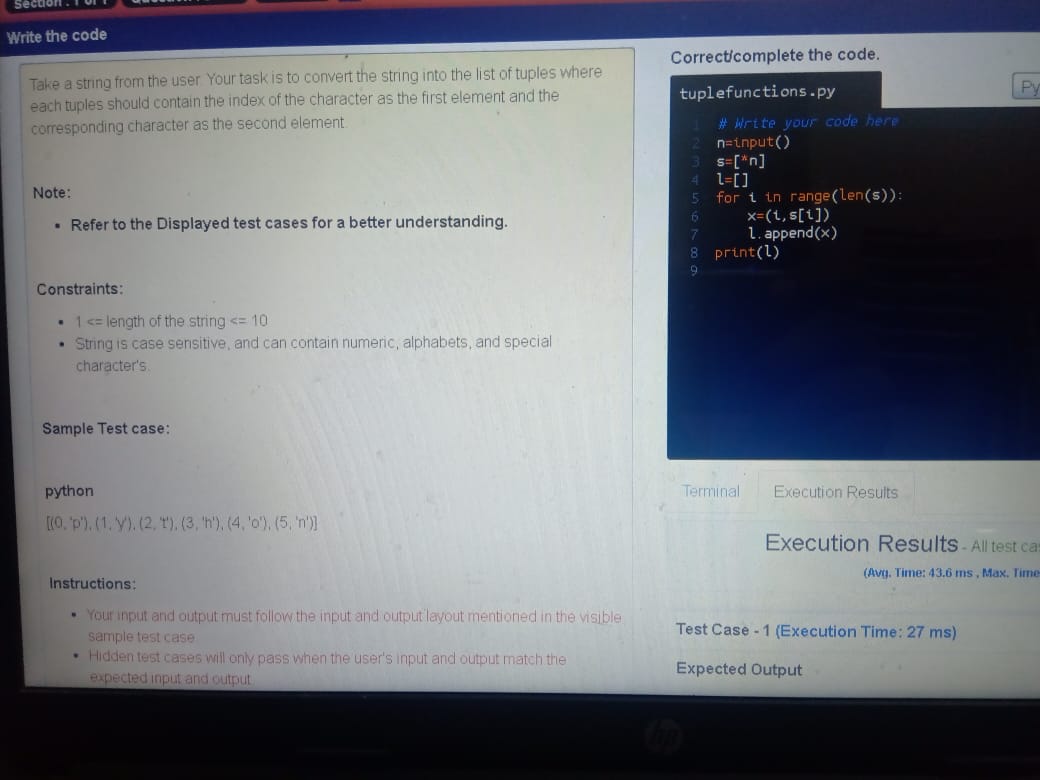 Section : 1 of 1
Write the code
Take a string from the user. Your task is to convert the string into the list of tuples where
each tuples should contain the index of the character as the first element and the
corresponding character as the second element.
Note:
• Refer to the Displayed test cases for a better understanding.
Constraints:
• 1 <= length of the string <= 10
• String is case sensitive, and can contain numeric, alphabets, and special
character's.
Sample Test case:
python
[(0, 'p'), (1, 'y'), (2, 't'), (3, 'h'), (4, 'o'), (5, 'n')]
Instructions:
• Your input and output must follow the input and output layout mentioned in the visible
sample test case.
• Hidden test cases will only pass when the user's input and output match the
expected input and output.
Correct/complete the code.
tuplefunctions.py
Py
1 # Write your code here
2 n=input()
3 s=[*n]
4 l=[]
5 for i in range(len(s)):
6 x=(i,s[i])
7 l.append(x)
8 print(l)
9
Terminal Execution Results
Execution Results - All test
(Avg. Time: 43.6 ms , Max. Time
Test Case - 1 (Execution Time: 27 ms)
Expected Output
hp